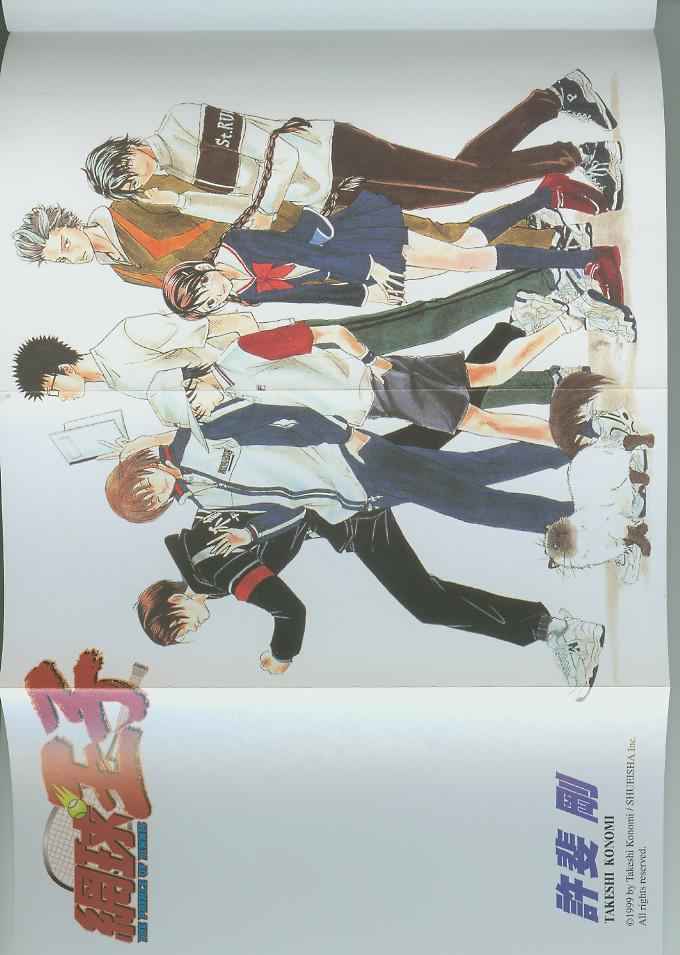 網球王子
THE PRINCE OF TENNIS
許斐 剛
TAKESHI KONOMI
©1999 by Takeshi Konomi / SHUEISHA Inc.
All rights reserved.
St.RU